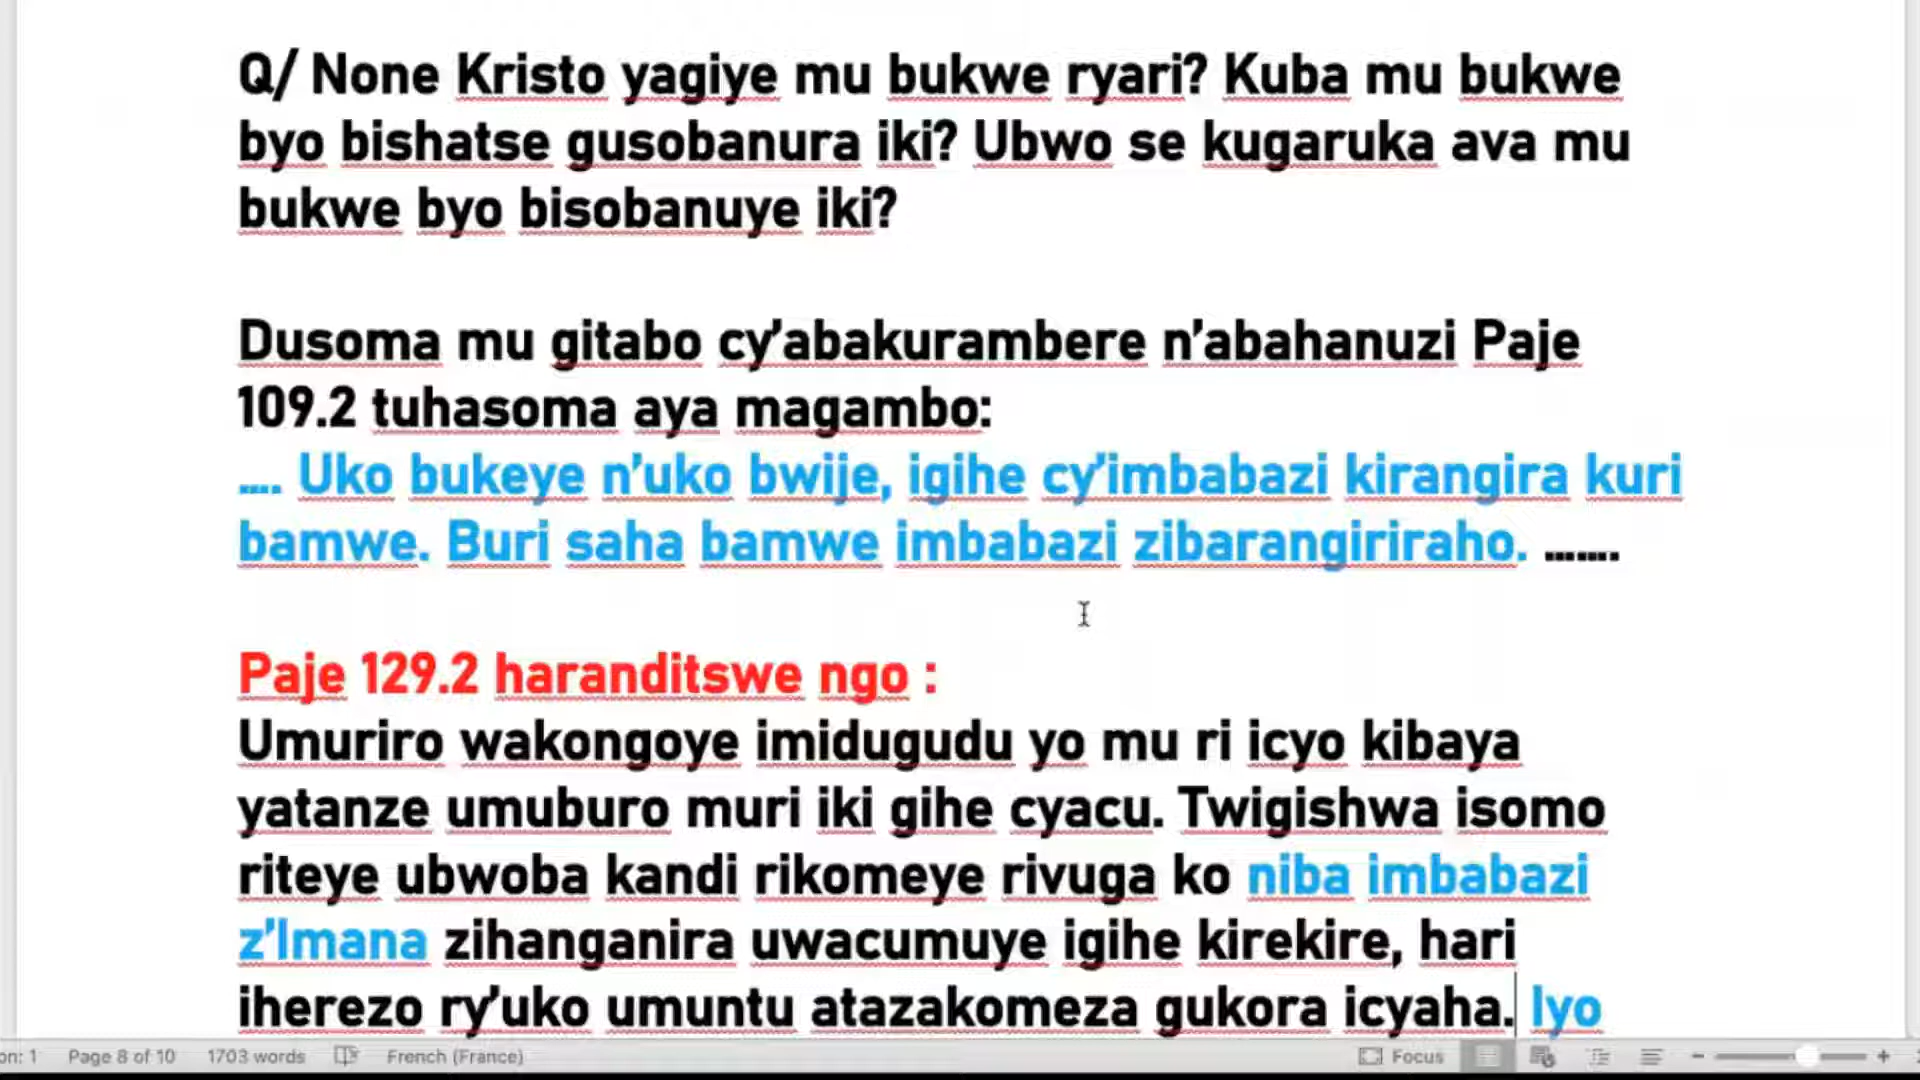 Q/ None Kristo yagiye mu bukwe ryari? Kuba mu bukwe
byo bishatse gusobanura iki? Ubwo se kugaruka ava mu
bukwe byo bisobanuye iki?
Dusoma mu gitabo cy’abakurambere n’abahanuzi Paje
109.2 tuhasoma aya magambo:
.... Uko bukeye n’uko bwije, igihe cy’imbabazi kirangira kuri
bamwe. Buri saha bamwe imbabazi zibarangiriraho. .......
Paje 129.2 haranditswe ngo :
Umuriro wakongoye imidugudu yo mu ri icyo kibaya
yatanze umuburo muri iki gihe cyacu. Twigishwa isomo
riteye ubwoba kandi rikomeye rivuga ko niba imbabazi
z’Imana zihanganira uwacumuye igihe kirekire, hari
iherezo ry’uko umuntu atazakomeza gukora icyaha. Iyo
on: 1 Page 8 of 10 1703 words French (France) Focus